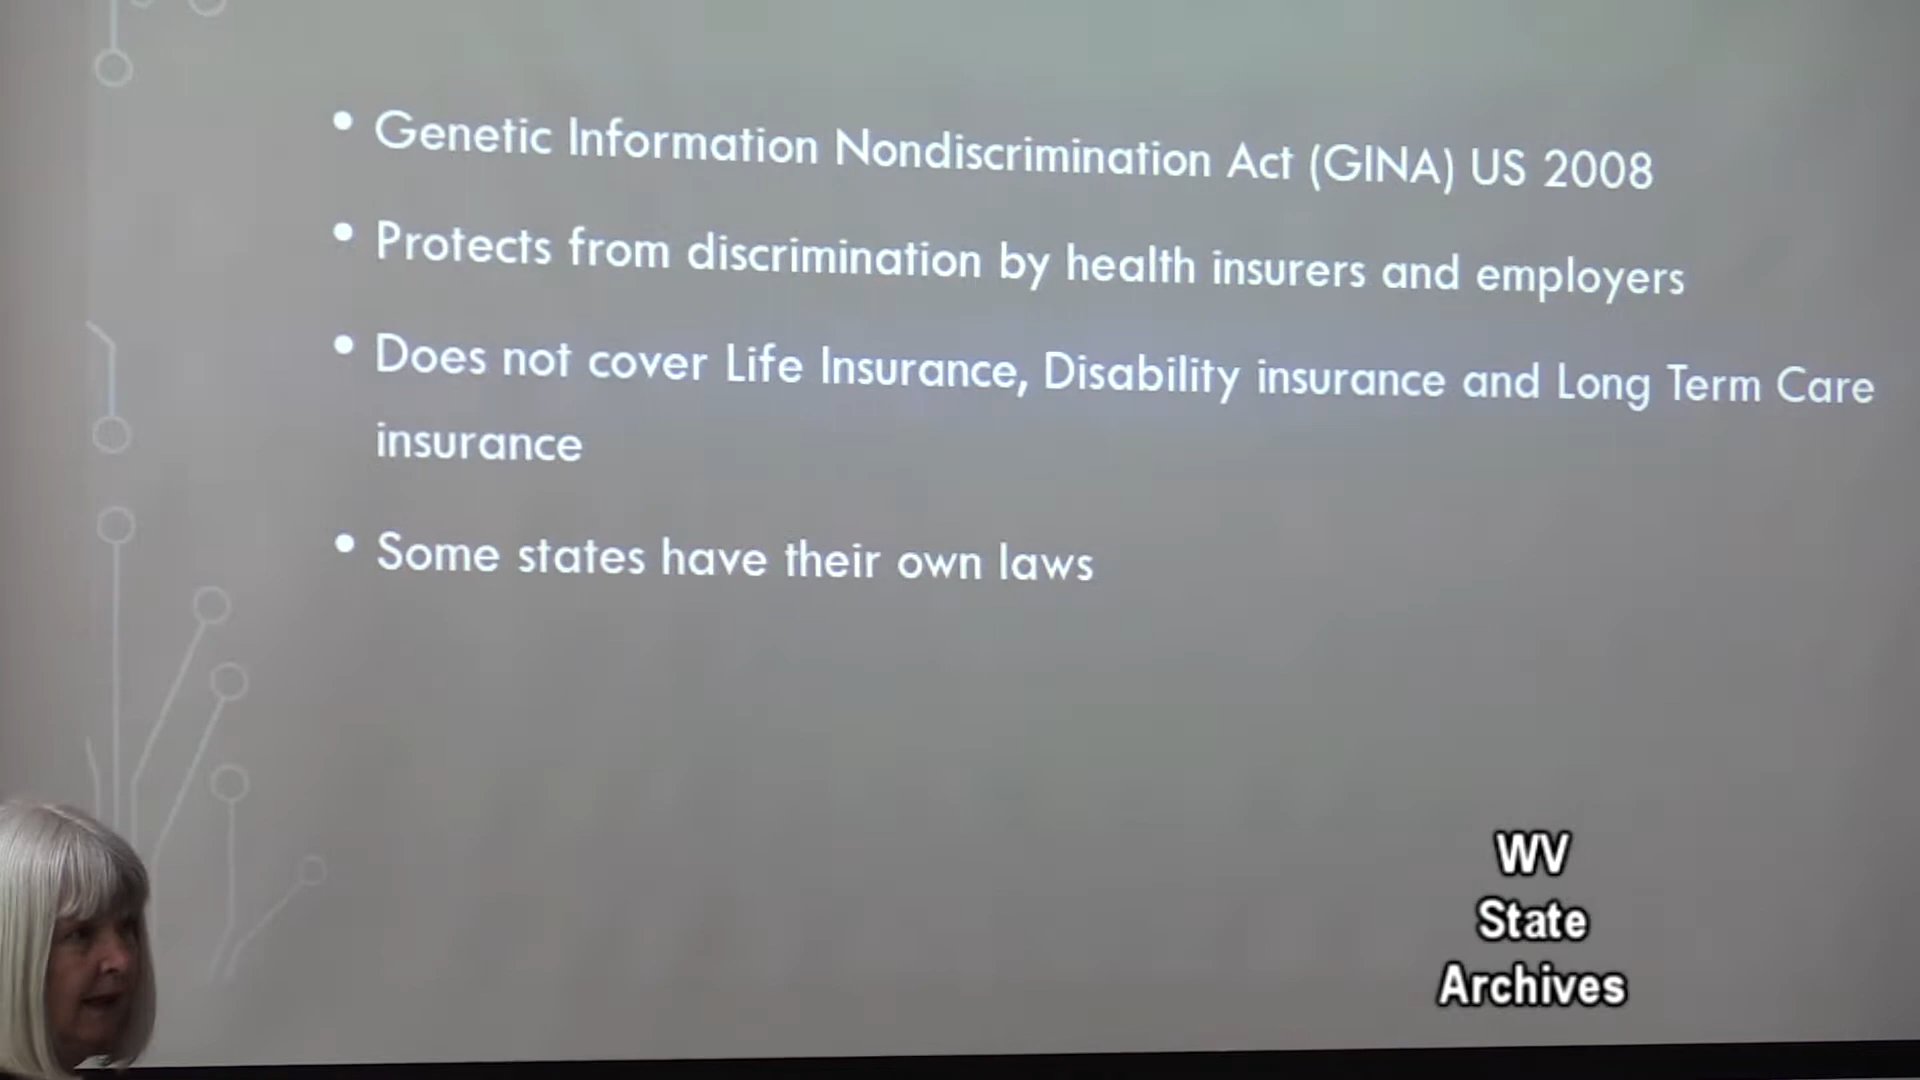 • Genetic Information Nondiscrimination Act (GINA) US 2008
• Protects from discrimination by health insurers and employers
• Does not cover Life Insurance, Disability insurance and Long Term Care
insurance
• Some states have their own laws
WV
State
Archives